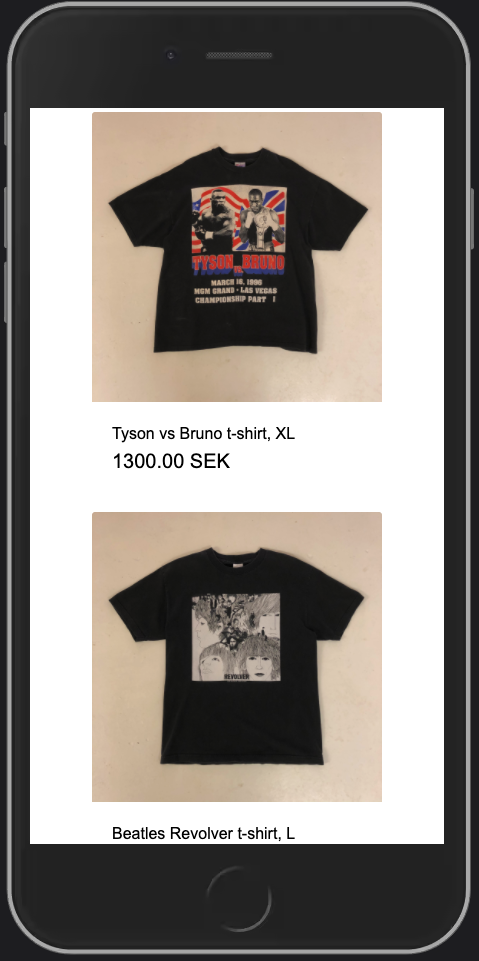 TYSON VS. BRUNO
MARCH 16, 1996
MGM GRAND • LAS VEGAS
CHAMPIONSHIP PART I
Tyson vs Bruno t-shirt, XL
1300.00 SEK
REVOLVER
Beatles Revolver t-shirt, L